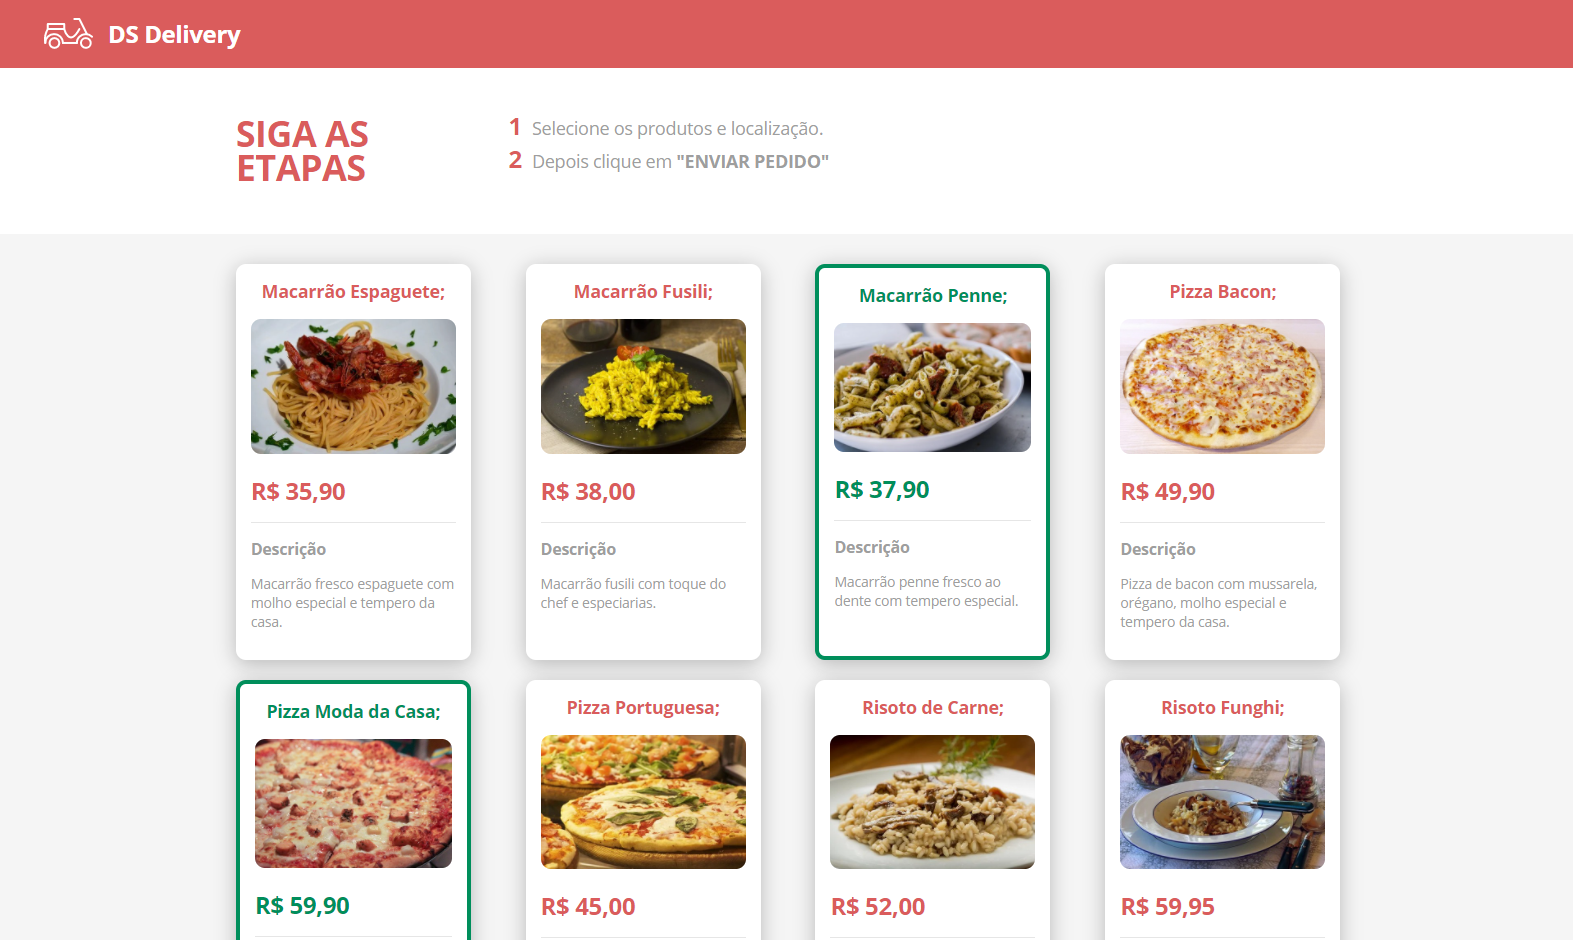 DS Delivery
SIGA AS
ETAPAS
1 Selecione os produtos e localização.
2 Depois clique em "ENVIAR PEDIDO"
Macarrão Espaguete;
R$ 35,90
Descrição
Macarrão fresco espaguete com
molho especial e tempero da
casa.
Macarrão Fusili;
R$ 38,00
Descrição
Macarrão fusili com toque do
chef e especiarias.
Macarrão Penne;
R$ 37,90
Descrição
Macarrão penne fresco ao
dente com tempero especial.
Pizza Bacon;
R$ 49,90
Descrição
Pizza de bacon com mussarela,
orégano, molho especial e
tempero da casa.
Pizza Moda da Casa;
R$ 59,90
Pizza Portuguesa;
R$ 45,00
Risoto de Carne;
R$ 52,00
Risoto Funghi;
R$ 59,95